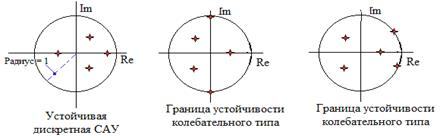 Im
Im
Im
Радиус = 1
Re
Re
Re
Устойчивая
дискретная САУ
Граница устойчивости
колебательного типа
Граница устойчивости
колебательного типа